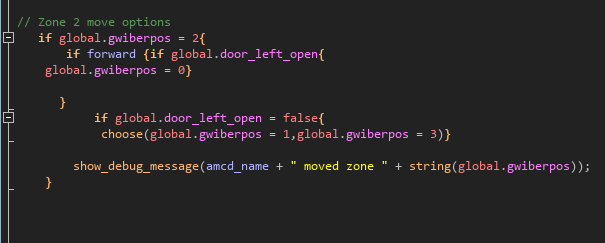 // Zone 2 move options
if global.gwiberpos = 2{
if forward {if global.door_left_open{
global.gwiberpos = 0}
}
if global.door_left_open = false{
choose(global.gwiberpos = 1,global.gwiberpos = 3)}
show_debug_message(amcd_name + " moved zone " + string(global.gwiberpos));
}